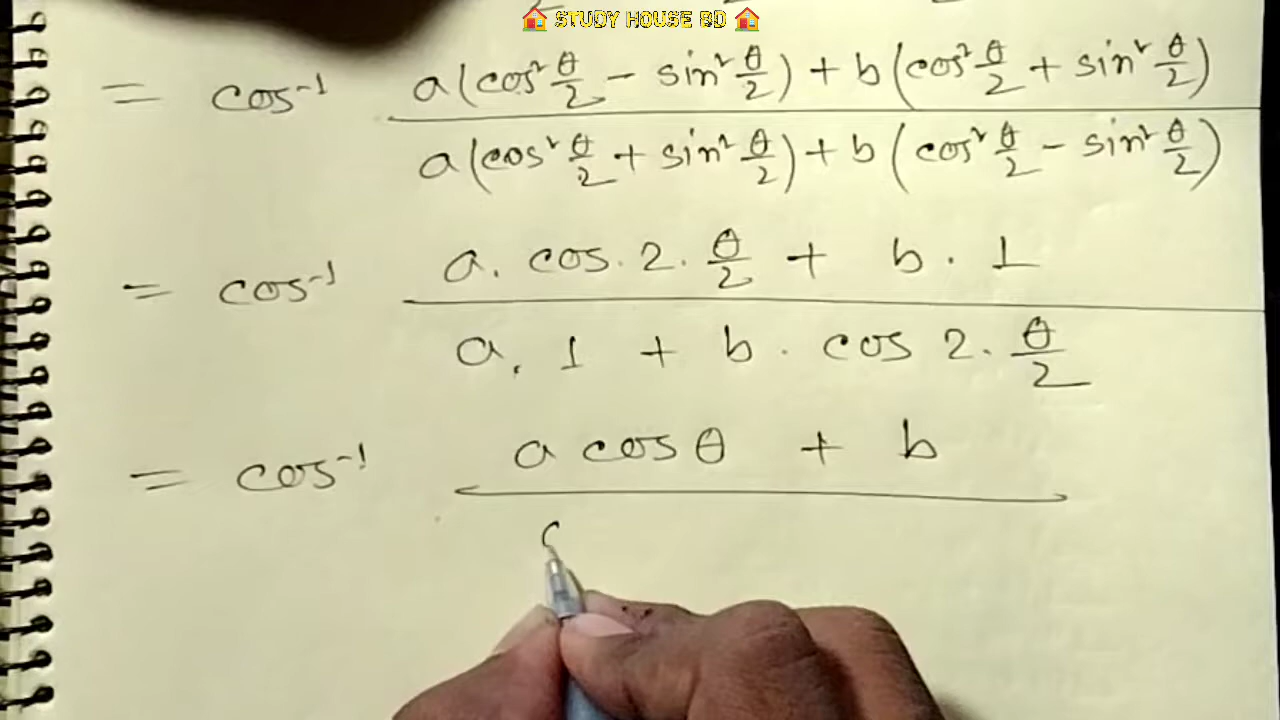 🏠 STUDY HOUSE BD 🏠
= cos⁻¹ a(cos² θ/2 − sin² θ/2) + b(cos² θ/2 + sin² θ/2)
a(cos² θ/2 + sin² θ/2) + b(cos² θ/2 − sin² θ/2)
= cos⁻¹ a. cos. 2. θ/2 + b . 1
a. 1 + b . cos 2. θ/2
= cos⁻¹ a cos θ + b